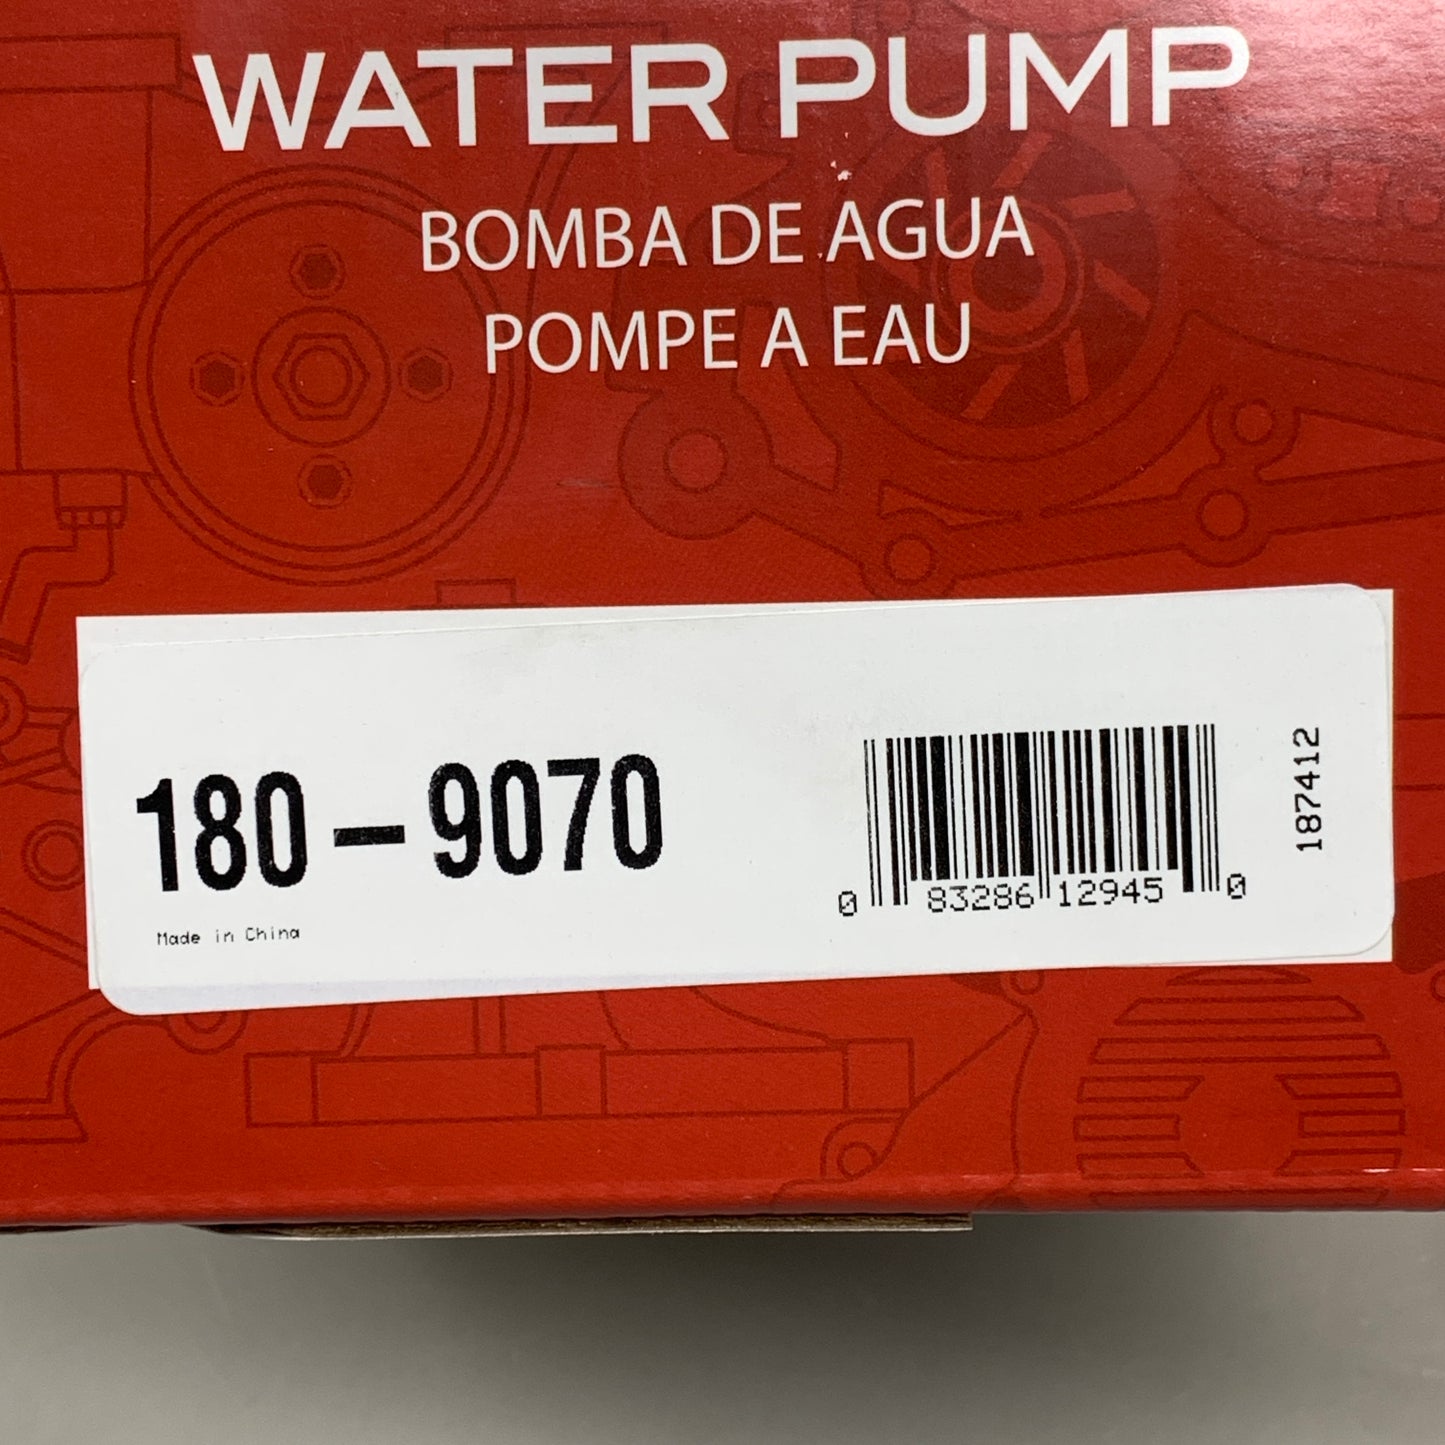 WATER PUMP
BOMBA DE AGUA
POMPE A EAU
180-9070
Made in China
0 83286 12945 0
187412